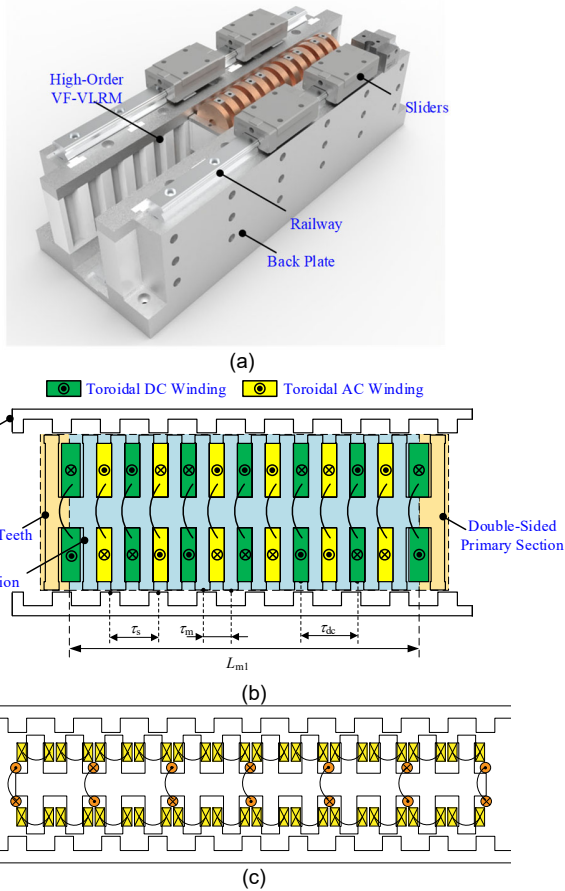 High-Order
VF-VLRM
Sliders
Railway
Back Plate
(a)
Toroidal DC Winding
Toroidal AC Winding
Teeth
Double-Sided
Primary Section
ion
τs
τm
τdc
Lm1
(b)
(c)